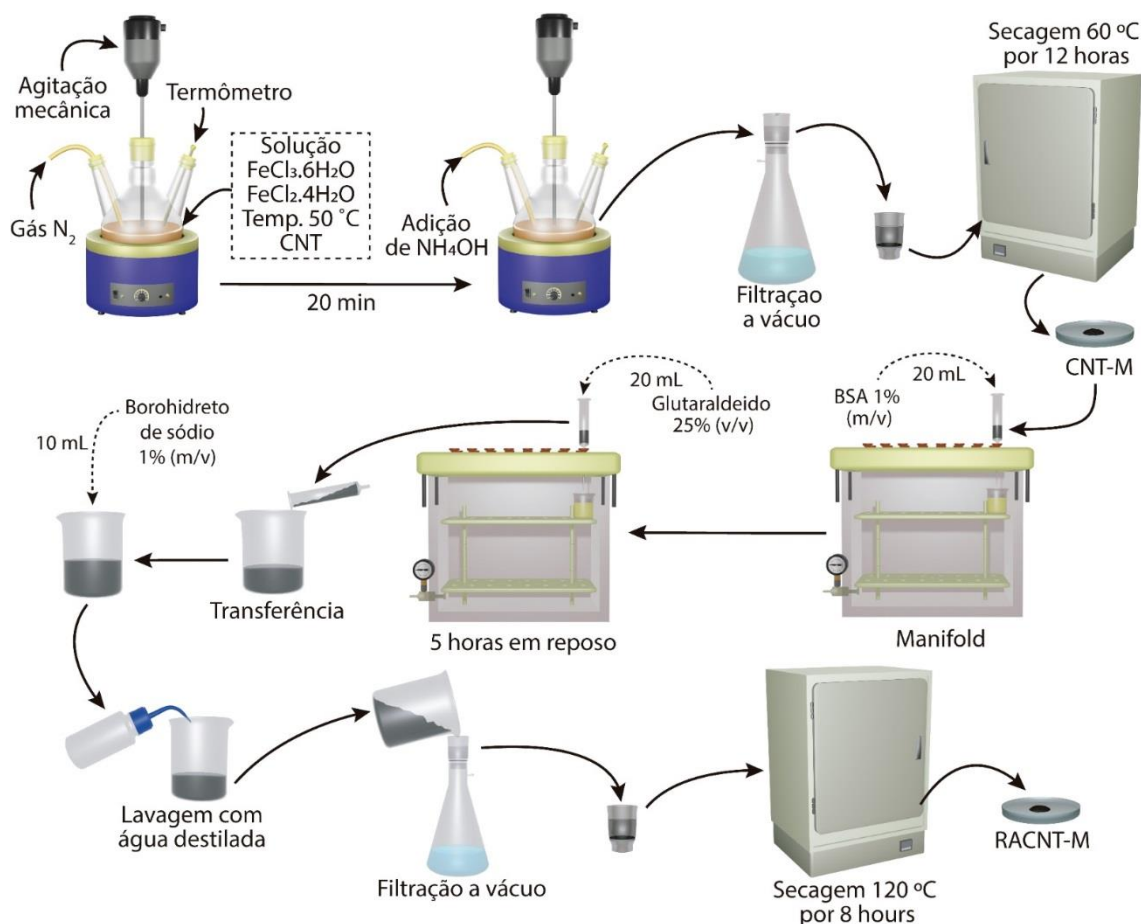 Agitação
mecânica
Termômetro
Gás N₂
Solução
FeCl₃.6H₂O
FeCl₂.4H₂O
Temp. 50 ˚C
CNT
20 min
Adição
de NH₄OH
Filtraçao
a vácuo
Secagem 60 ºC
por 12 horas
CNT-M
BSA 1%
(m/v)
20 mL
Manifold
20 mL
Glutaraldeido
25% (v/v)
5 horas em reposo
Transferência
Borohidreto
de sódio
1% (m/v)
10 mL
Lavagem com
água destilada
Filtração a vácuo
Secagem 120 ºC
por 8 hours
RACNT-M